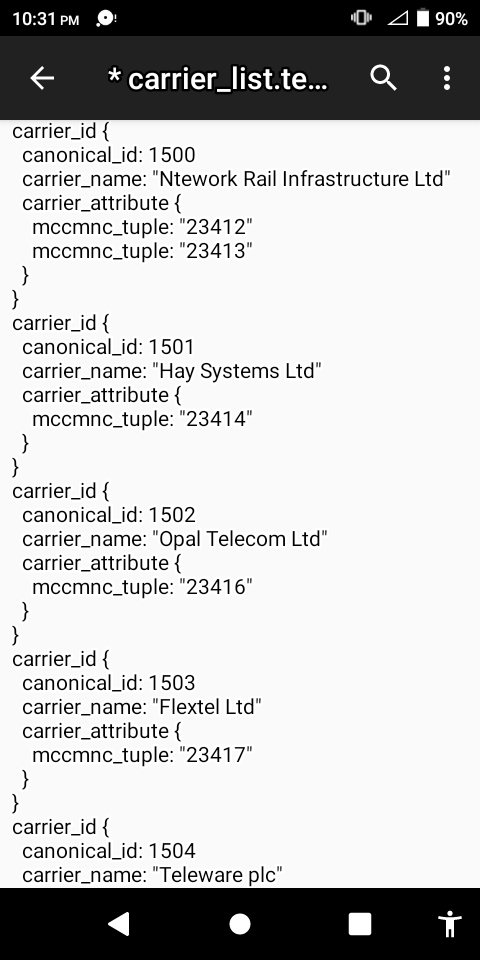 10:31 PM
90%
* carrier_list.te...
carrier_id {
canonical_id: 1500
carrier_name: "Ntework Rail Infrastructure Ltd"
carrier_attribute {
mccmnc_tuple: "23412"
mccmnc_tuple: "23413"
}
}
carrier_id {
canonical_id: 1501
carrier_name: "Hay Systems Ltd"
carrier_attribute {
mccmnc_tuple: "23414"
}
}
carrier_id {
canonical_id: 1502
carrier_name: "Opal Telecom Ltd"
carrier_attribute {
mccmnc_tuple: "23416"
}
}
carrier_id {
canonical_id: 1503
carrier_name: "Flextel Ltd"
carrier_attribute {
mccmnc_tuple: "23417"
}
}
carrier_id {
canonical_id: 1504
carrier_name: "Teleware plc"